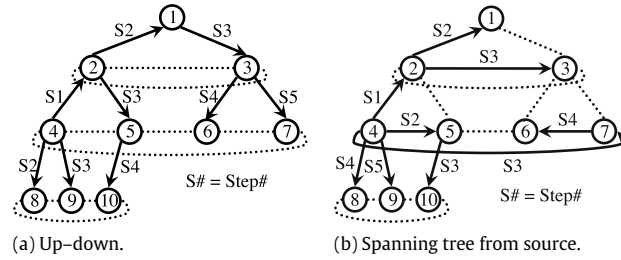 1
1
S2
S3
S2
2
3
2
S3
3
S1
S3
S4
S5
S1
4
5
6
7
4
S2
5
6
S4
7
S2
S3
S4
S4
S5
S3
S3
8
9
10
S# = Step#
8
9
10
S# = Step#
(a) Up–down.
(b) Spanning tree from source.